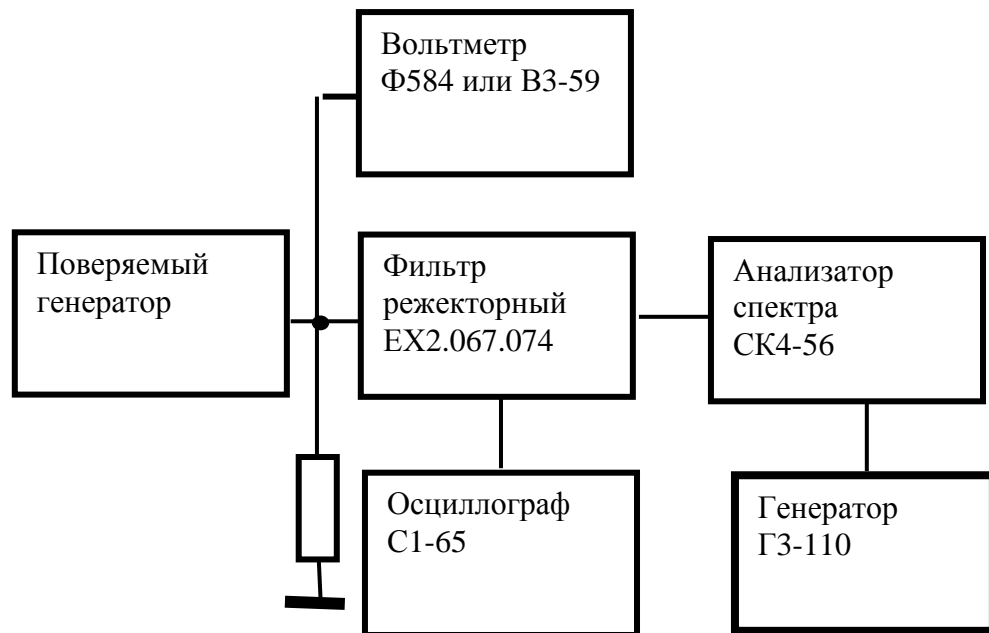 Вольтметр
Ф584 или В3-59
Поверяемый
генератор
Фильтр
режекторный
ЕХ2.067.074
Анализатор
спектра
СК4-56
Осциллограф
С1-65
Генератор
Г3-110